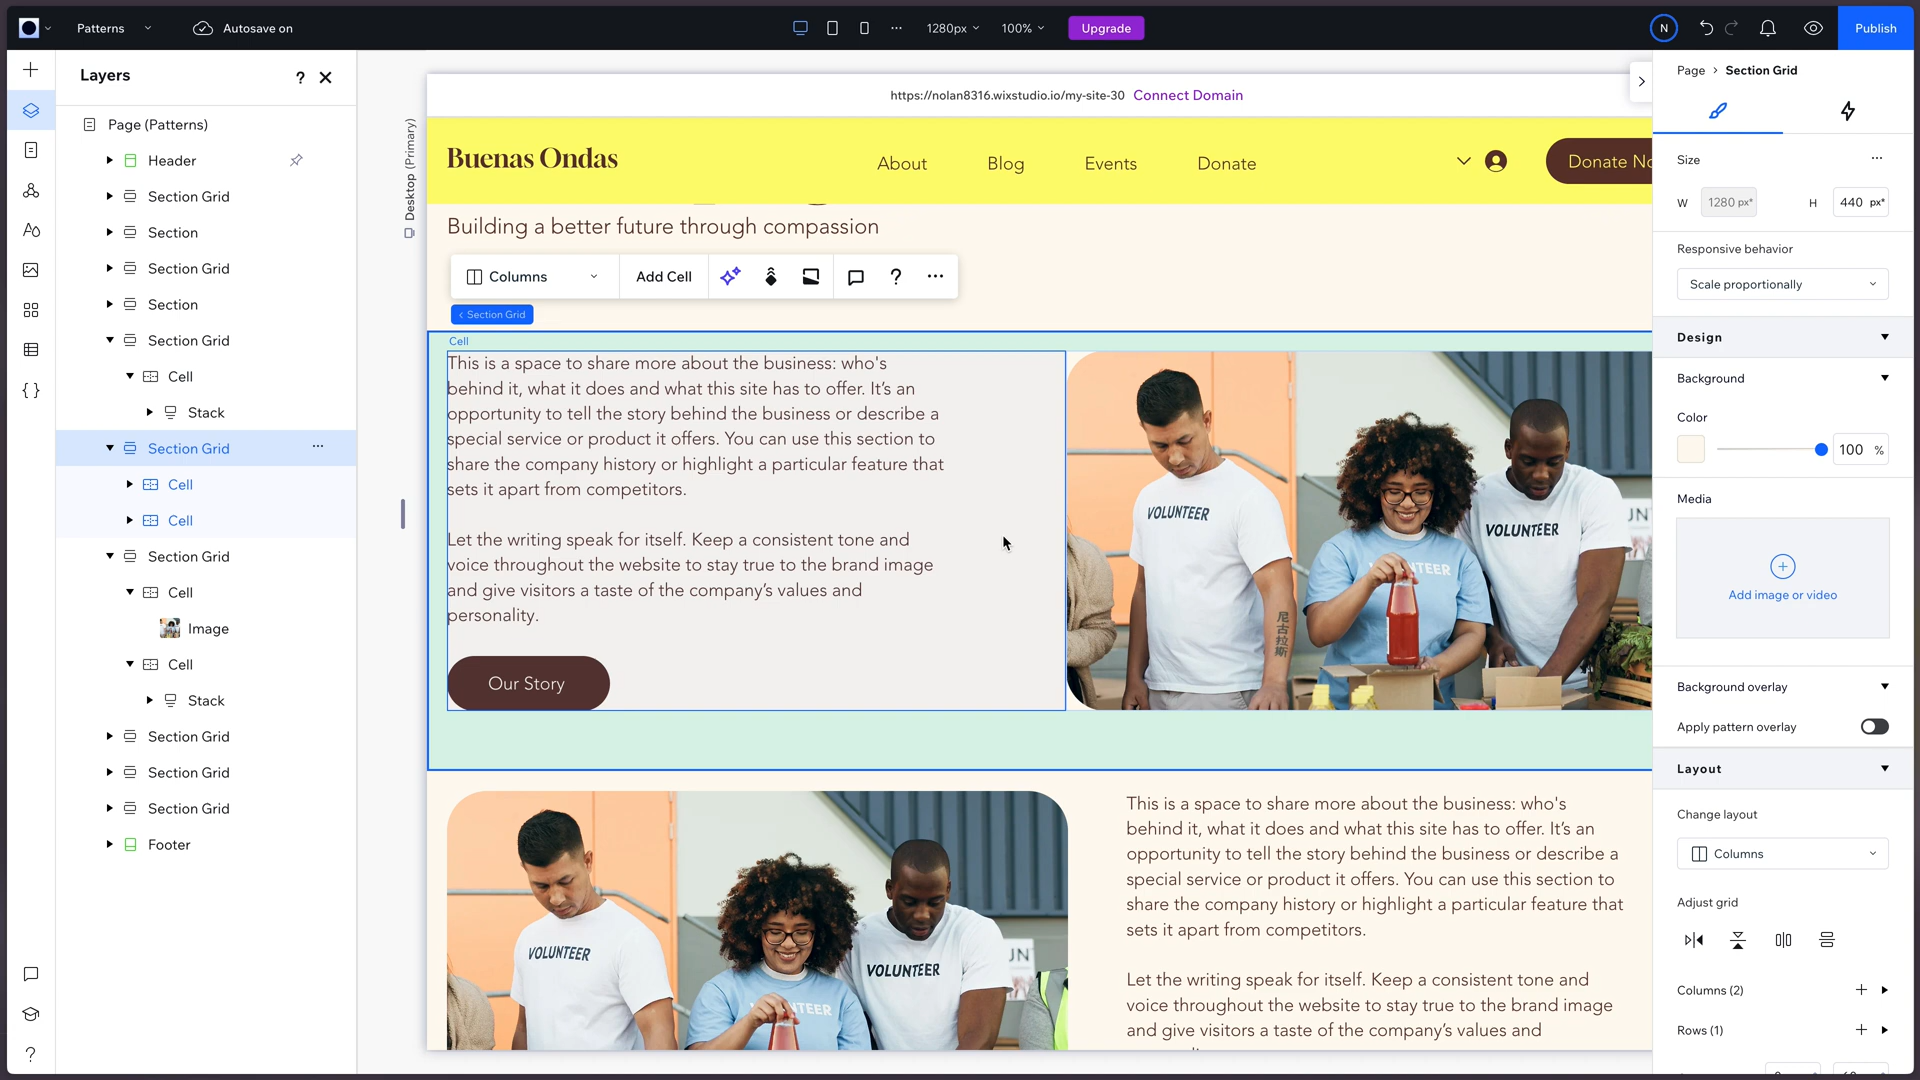 Patterns
Autosave on
1280px
100%
Upgrade
N
Publish
Layers
?
Page (Patterns)
Header
Section Grid
Section
Section Grid
Section
Section Grid
Cell
Stack
Section Grid
Cell
Cell
Section Grid
Cell
Image
Cell
Stack
Section Grid
Section Grid
Section Grid
Footer
?
Desktop (Primary)
https://nolan8316.wixstudio.io/my-site-30 Connect Domain
Buenas Ondas
About
Blog
Events
Donate
Donate No
Building a better future through compassion
Columns
Add Cell
?
Section Grid
Cell
This is a space to share more about the business: who's
behind it, what it does and what this site has to offer. It’s an
opportunity to tell the story behind the business or describe a
special service or product it offers. You can use this section to
share the company history or highlight a particular feature that
sets it apart from competitors.
Let the writing speak for itself. Keep a consistent tone and
voice throughout the website to stay true to the brand image
and give visitors a taste of the company’s values and
personality.
Our Story
VOLUNTEER
VOLUNTEER
尼古拉斯
This is a space to share more about the business: who's
behind it, what it does and what this site has to offer. It’s an
opportunity to tell the story behind the business or describe a
special service or product it offers. You can use this section to
share the company history or highlight a particular feature that
sets it apart from competitors.
Let the writing speak for itself. Keep a consistent tone and
voice throughout the website to stay true to the brand image
and give visitors a taste of the company’s values and
VOLUNTEER
VOLUNTEER
Page > Section Grid
Size
W
1280 px*
H
440 px*
Responsive behavior
Scale proportionally
Design
Background
Color
100 %
Media
Add image or video
Background overlay
Apply pattern overlay
Layout
Change layout
Columns
Adjust grid
Columns (2)
Rows (1)